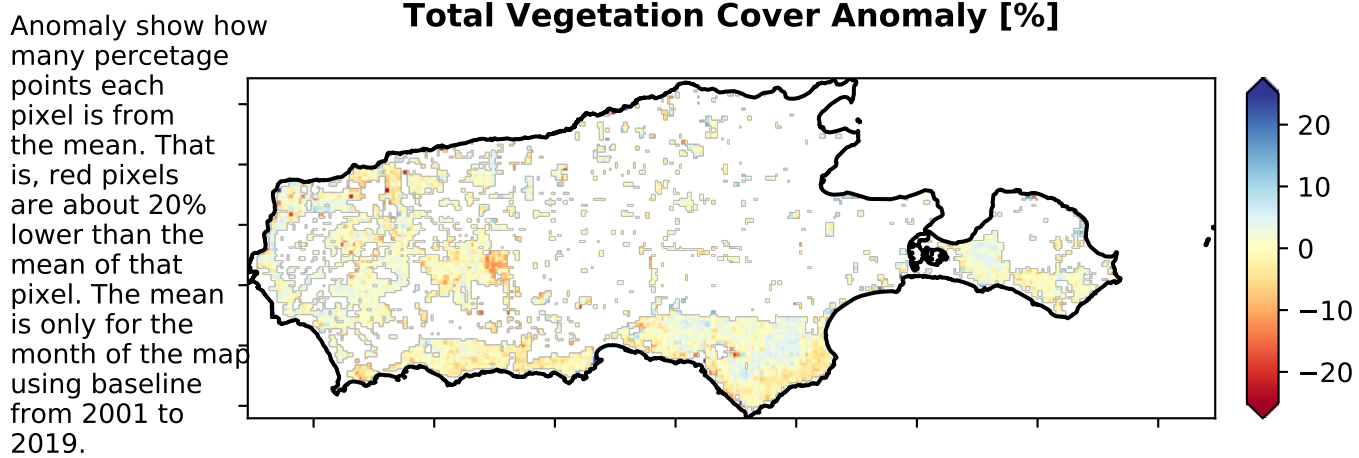 Total Vegetation Cover Anomaly [%]
Anomaly show how
many percetage
points each
pixel is from
the mean. That
is, red pixels
are about 20%
lower than the
mean of that
pixel. The mean
is only for the
month of the map
using baseline
from 2001 to
2019.
20
10
0
−10
−20